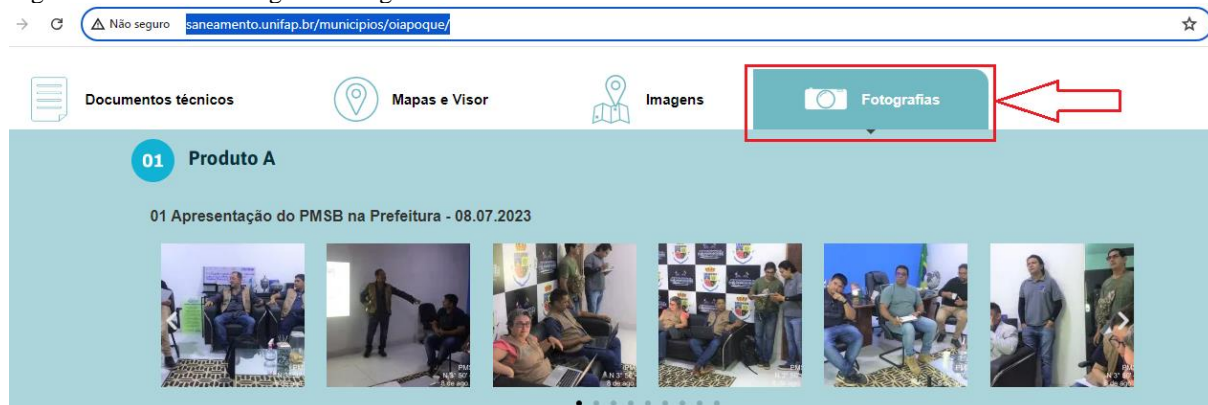 Não seguro saneamento.unifap.br/municipios/oiapoque/
Documentos técnicos
Mapas e Visor
Imagens
Fotografias
01 Produto A
01 Apresentação do PMSB na Prefeitura - 08.07.2023